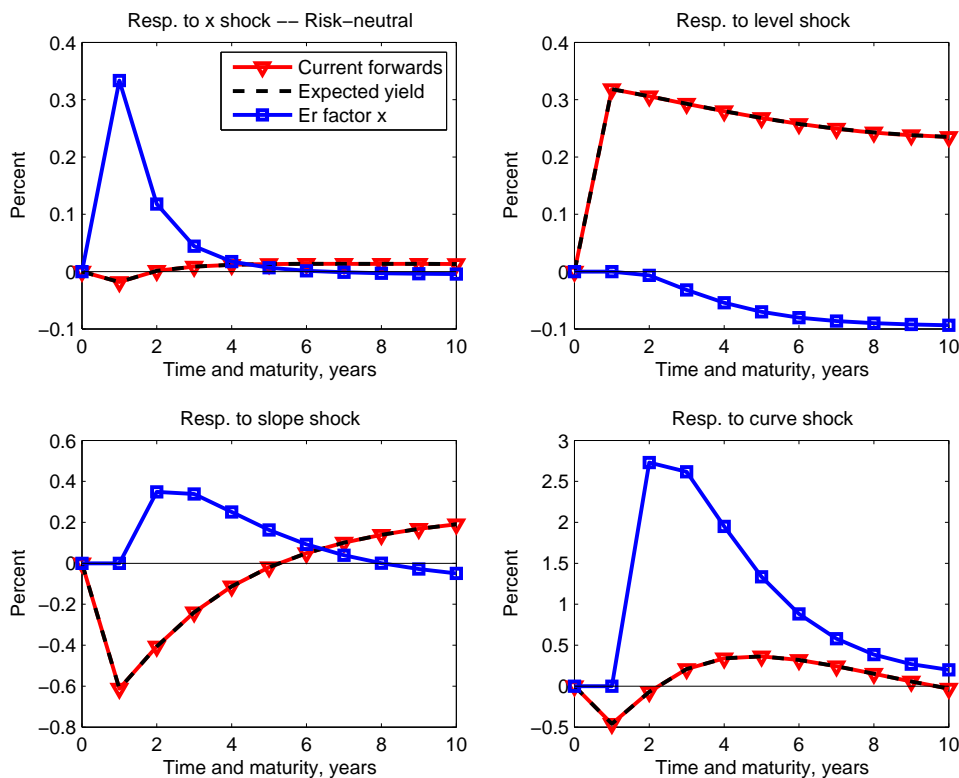 Resp. to x shock −− Risk−neutral
0.4
0.3
0.2
0.1
0
−0.1
Percent
Current forwards
Expected yield
Er factor x
0 2 4 6 8 10
Time and maturity, years
Resp. to level shock
0.4
0.3
0.2
0.1
0
−0.1
Percent
0 2 4 6 8 10
Time and maturity, years
Resp. to slope shock
0.6
0.4
0.2
0
−0.2
−0.4
−0.6
−0.8
Percent
0 2 4 6 8 10
Time and maturity, years
Resp. to curve shock
3
2.5
2
1.5
1
0.5
0
−0.5
Percent
0 2 4 6 8 10
Time and maturity, years